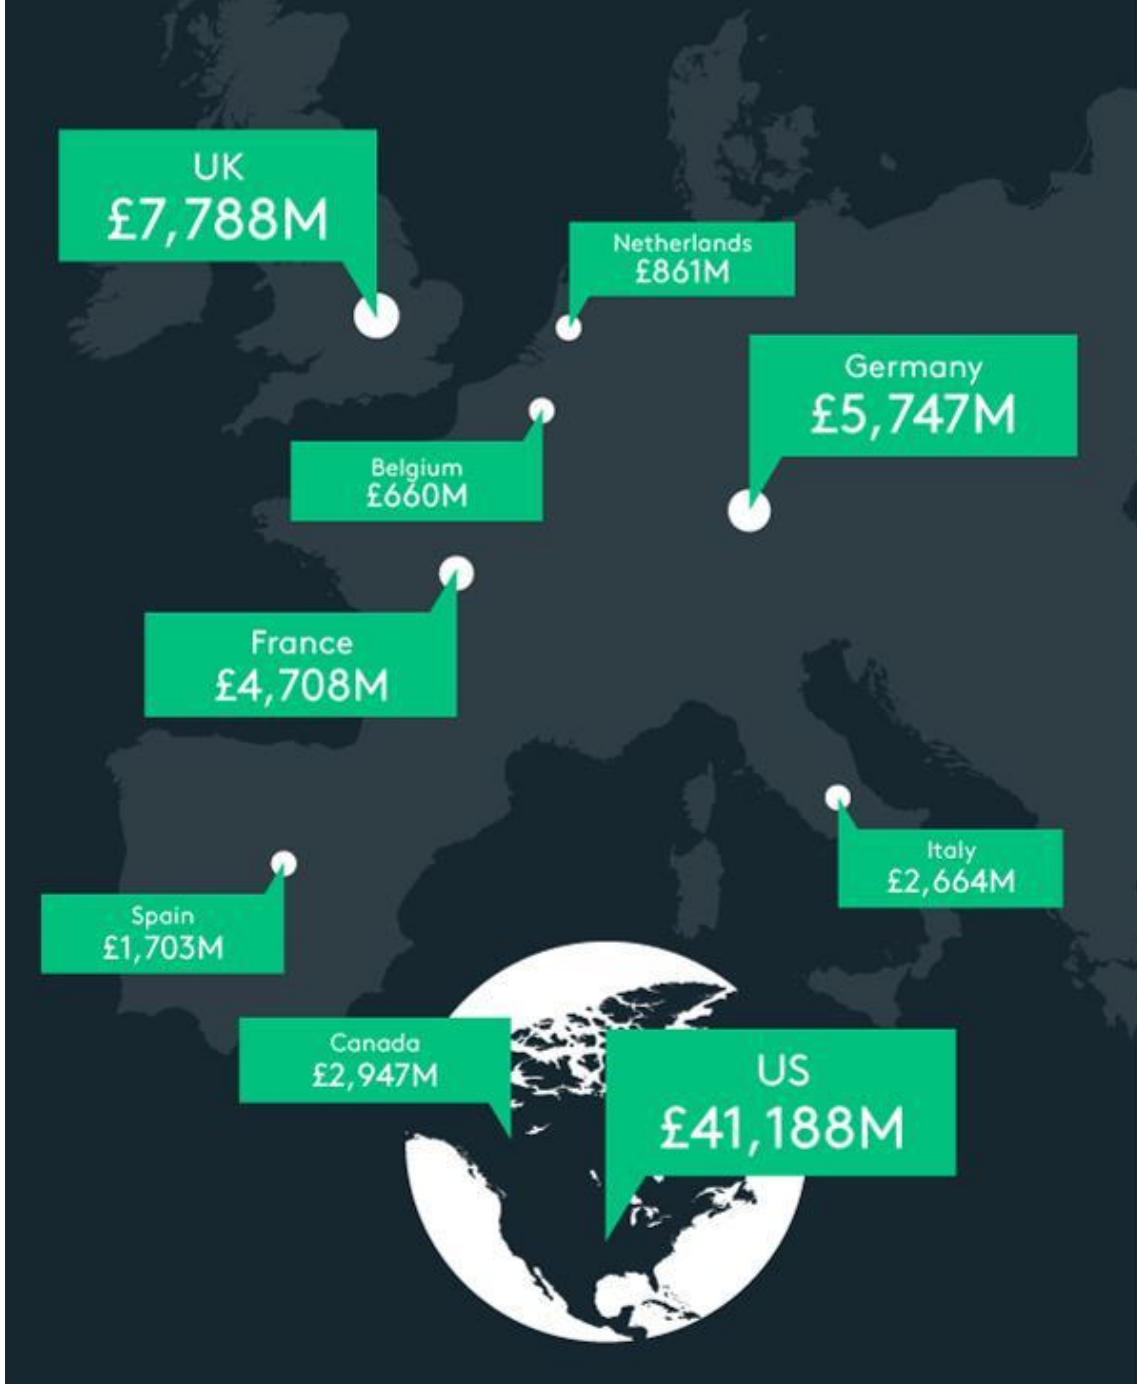 UK
£7,788M
Netherlands
£861M
Germany
£5,747M
Belgium
£660M
France
£4,708M
Italy
£2,664M
Spain
£1,703M
Canada
£2,947M
US
£41,188M